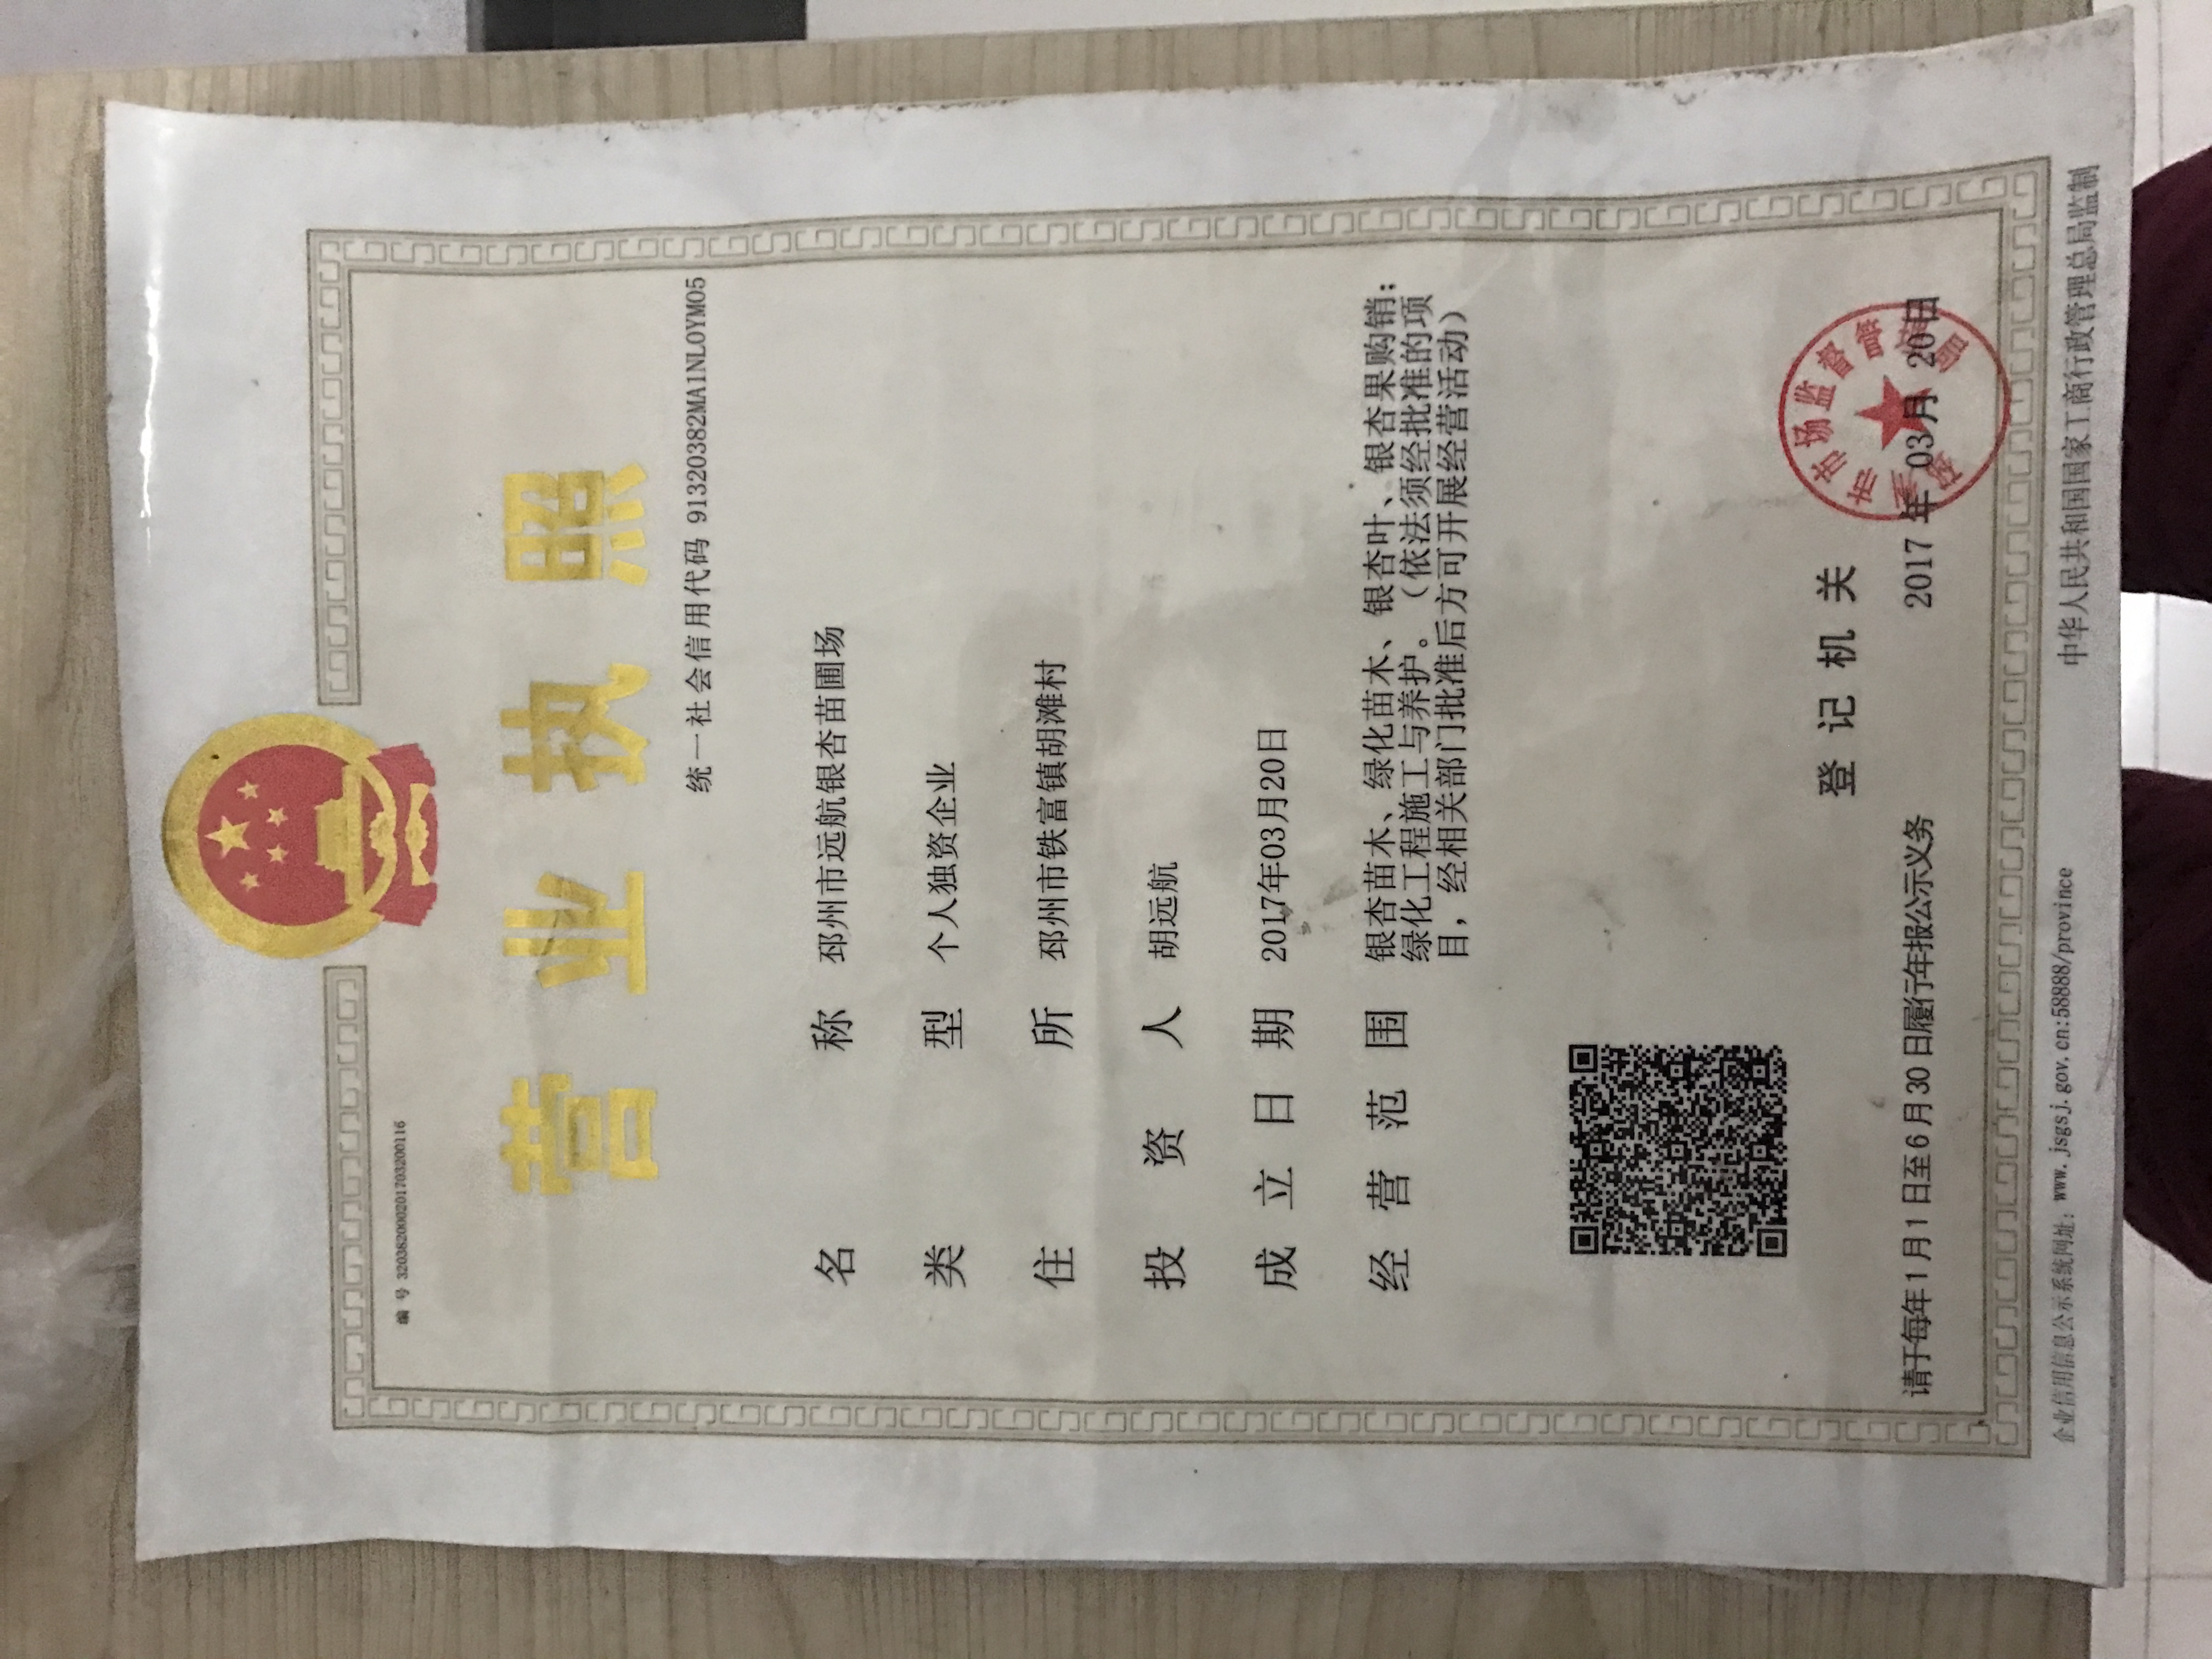 编 号 320382000201703200116
营业执照
统一社会信用代码 91320382MA1NL0YM05
名称 邳州市远航银杏苗圃场
类型 个人独资企业
住所 邳州市铁富镇胡滩村
投资人 胡远航
成立日期 2017年03月20日
经营范围 银杏苗木、绿化苗木、银杏叶、银杏果购销;
绿化工程施工与养护。(依法须经批准的项
目,经相关部门批准后方可开展经营活动)
登记机关
市场监督管
2017 年 03月 20日
请于每年1月1日至6月30日履行年报公示义务
企业信用信息公示系统网址: www.jsgsj.gov.cn:58888/province
中华人民共和国国家工商行政管理总局监制